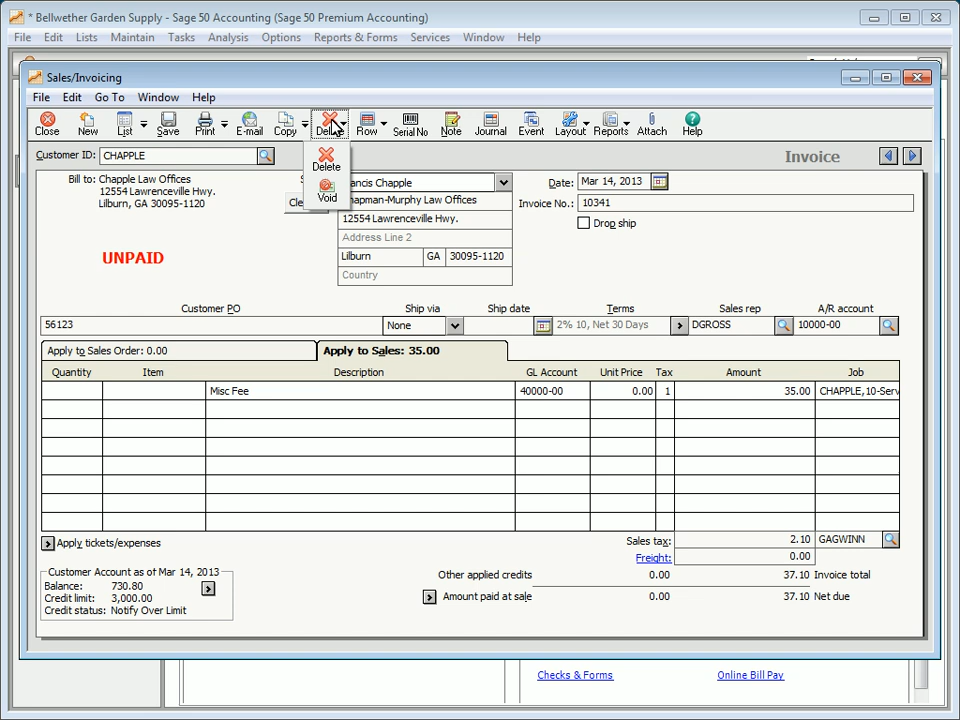 * Bellwether Garden Supply - Sage 50 Accounting (Sage 50 Premium Accounting)
File Edit Lists Maintain Tasks Analysis Options Reports & Forms Services Window Help
Sales/Invoicing
File Edit Go To Window Help
Close New List Save Print E-mail Copy Delete Row Serial No Note Journal Event Layout Reports Attach Help
Delete
Void
Customer ID: CHAPPLE
Invoice
Bill to: Chapple Law Offices
12554 Lawrenceville Hwy.
Lilburn, GA 30095-1120
UNPAID
Chapple
Chapman-Murphy Law Offices
12554 Lawrenceville Hwy.
Address Line 2
Lilburn GA 30095-1120
Country
Date: Mar 14, 2013
Invoice No.: 10341
Drop ship
Customer PO Ship via Ship date Terms Sales rep A/R account
56123 None 2% 10, Net 30 Days DGROSS 10000-00
Apply to Sales Order: 0.00 Apply to Sales: 35.00
Quantity Item Description GL Account Unit Price Tax Amount Job
Misc Fee 40000-00 0.00 1 35.00 CHAPPLE,10-Serv
Apply tickets/expenses
Sales tax: 2.10 GAGWINN
Freight: 0.00
Other applied credits 0.00 37.10 Invoice total
Amount paid at sale 0.00 37.10 Net due
Customer Account as of Mar 14, 2013
Balance: 730.80
Credit limit: 3,000.00
Credit status: Notify Over Limit
Checks & Forms Online Bill Pay